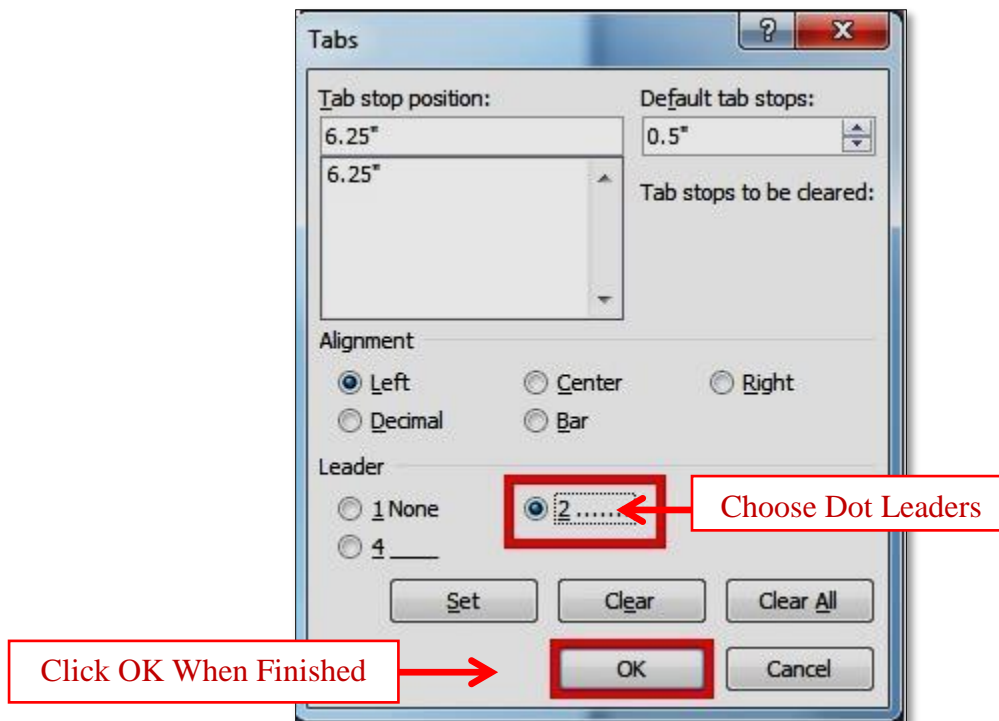 Tabs
Tab stop position: Default tab stops:
6.25" 0.5"
6.25"
Tab stops to be cleared:
Alignment
Left Center Right
Decimal Bar
Leader
1 None 2 ...... Choose Dot Leaders
4 ____
Set Clear Clear All
Click OK When Finished OK Cancel